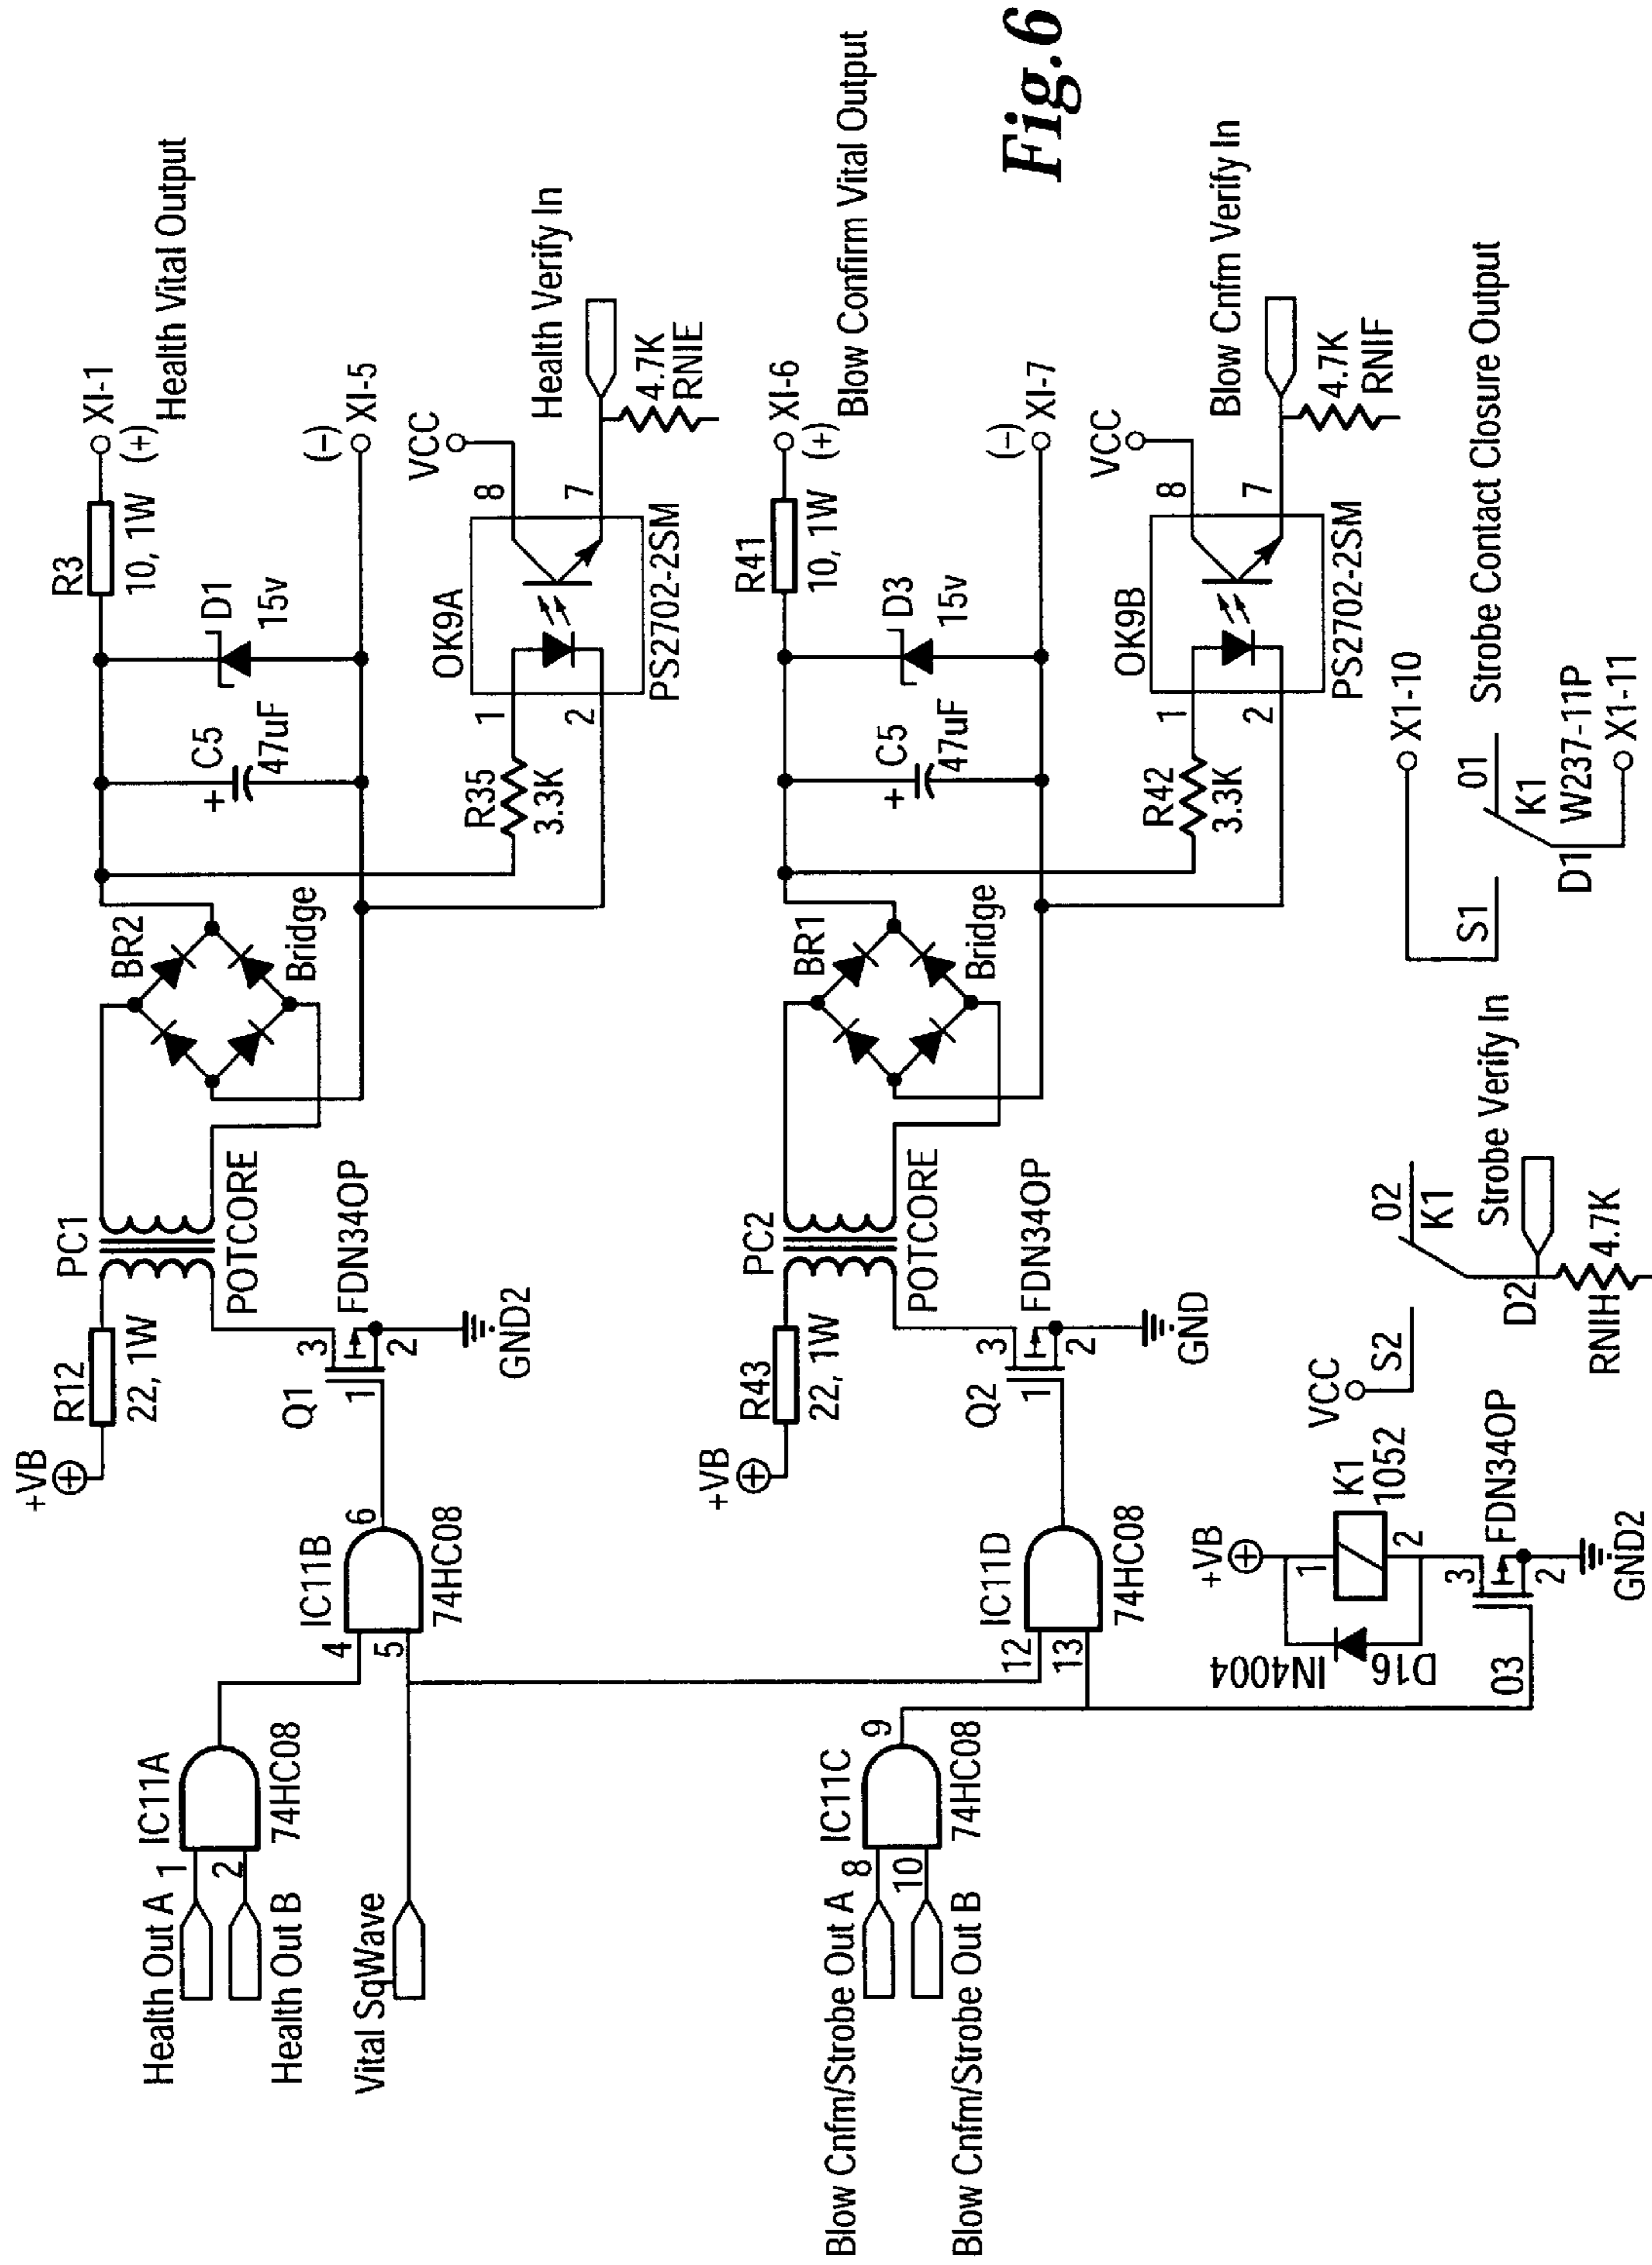 Health Out A
1
2
Health Out B
IC11A
74HC08
Vital SqWave
4
5
IC11B
6
74HC08
+VB
R12
22, 1W
PC1
POTCORE
Q1
1
3
2
FDN34OP
GND2
BR2
Bridge
C5
+
47uF
D1
15v
R3
10, 1W
XI-1
(+)
Health Vital Output
(-)
XI-5
R35
3.3K
1
2
OK9A
PS2702-2SM
8
7
VCC
Health Verify In
4.7K
RNIE
Blow Cnfm/Strobe Out A
8
10
Blow Cnfm/Strobe Out B
IC11C
9
74HC08
12
13
IC11D
74HC08
+VB
R43
22, 1W
PC2
POTCORE
Q2
1
3
2
FDN34OP
GND
BR1
Bridge
C5
+
47uF
D3
15v
R41
10, 1W
XI-6
(+)
Blow Confirm Vital Output
(-)
XI-7
R42
3.3K
1
2
OK9B
PS2702-2SM
8
7
VCC
Blow Cnfm Verify In
4.7K
RNIF
+VB
1
2
K1
1052
IN4004
D16
03
3
2
FDN34OP
GND2
VCC
S2
02
K1
D2
Strobe Verify In
RNIH
4.7K
S1
X1-10
01
K1
D1
W237-11P
X1-11
Strobe Contact Closure Output
Fig.6